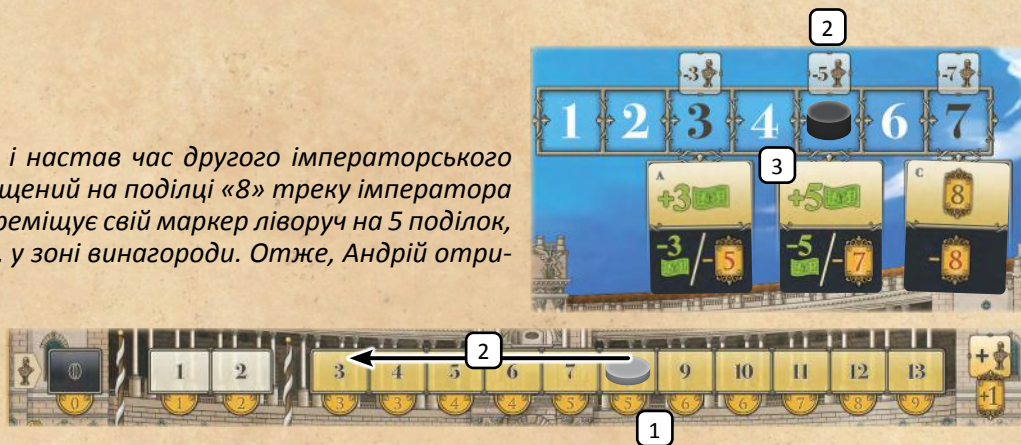 2
-3 -5 -7
1 2 3 4 6 7
і настав час другого імператорського
щений на поділці «8» треку імператора
реміщує свій маркер ліворуч на 5 поділок,
у зоні винагороди. Отже, Андрій отри-
3
A C
+3 +5 8
-3/-5 -5/-7 -8
2
0 1 2 3 4 5 6 7 9 10 11 12 13 +
0 1 2 3 3 4 4 5 5 6 6 7 8 9 +1
1